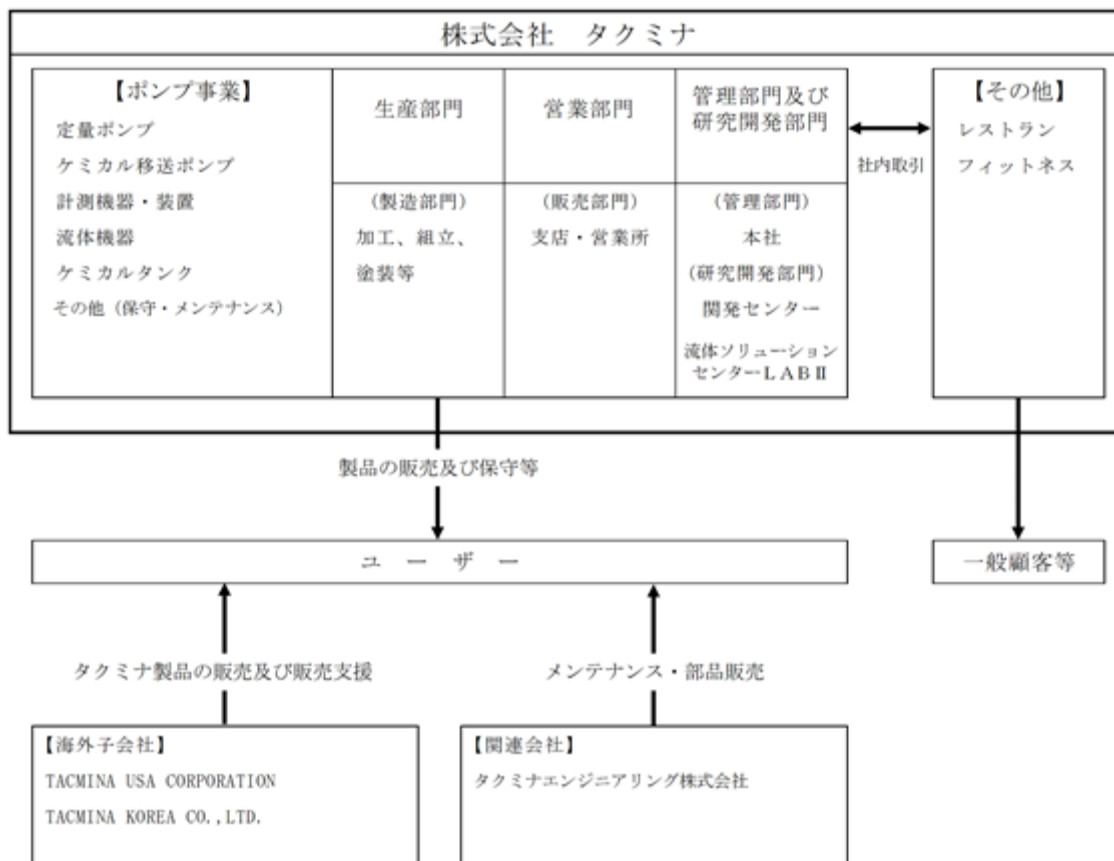 株式会社　タクミナ
【ポンプ事業】
定量ポンプ
ケミカル移送ポンプ
計測機器・装置
流体機器
ケミカルタンク
その他（保守・メンテナンス）
生産部門
(製造部門)
加工、組立、
塗装等
営業部門
(販売部門)
支店・営業所
管理部門及び
研究開発部門
(管理部門)
本社
(研究開発部門)
開発センター
流体ソリューション
センターＬＡＢⅡ
社内取引
【その他】
レストラン
フィットネス
製品の販売及び保守等
ユ　ー　ザ　ー
一般顧客等
タクミナ製品の販売及び販売支援
メンテナンス・部品販売
【海外子会社】
TACMINA USA CORPORATION
TACMINA KOREA CO.,LTD.
【関連会社】
タクミナエンジニアリング株式会社